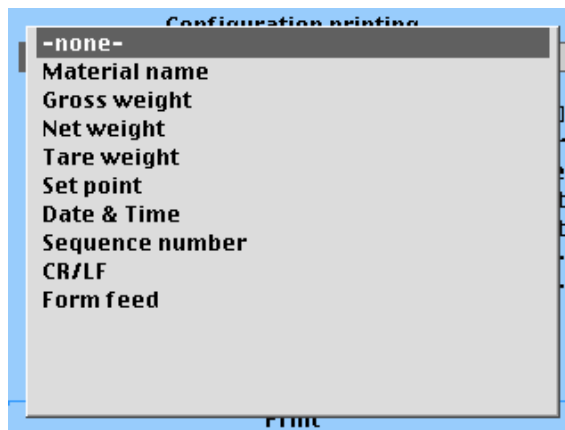 Configuration printing
-none-
Material name
Gross weight
Net weight
Tare weight
Set point
Date & Time
Sequence number
CR/LF
Form feed
Print